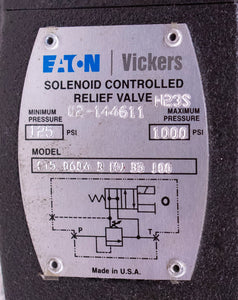 EATON Vickers
SOLENOID CONTROLLED
RELIEF VALVE H23S
02-144611
MINIMUM PRESSURE 125 PSI
MAXIMUM PRESSURE 1000 PSI
MODEL
P T
Made in U.S.A.